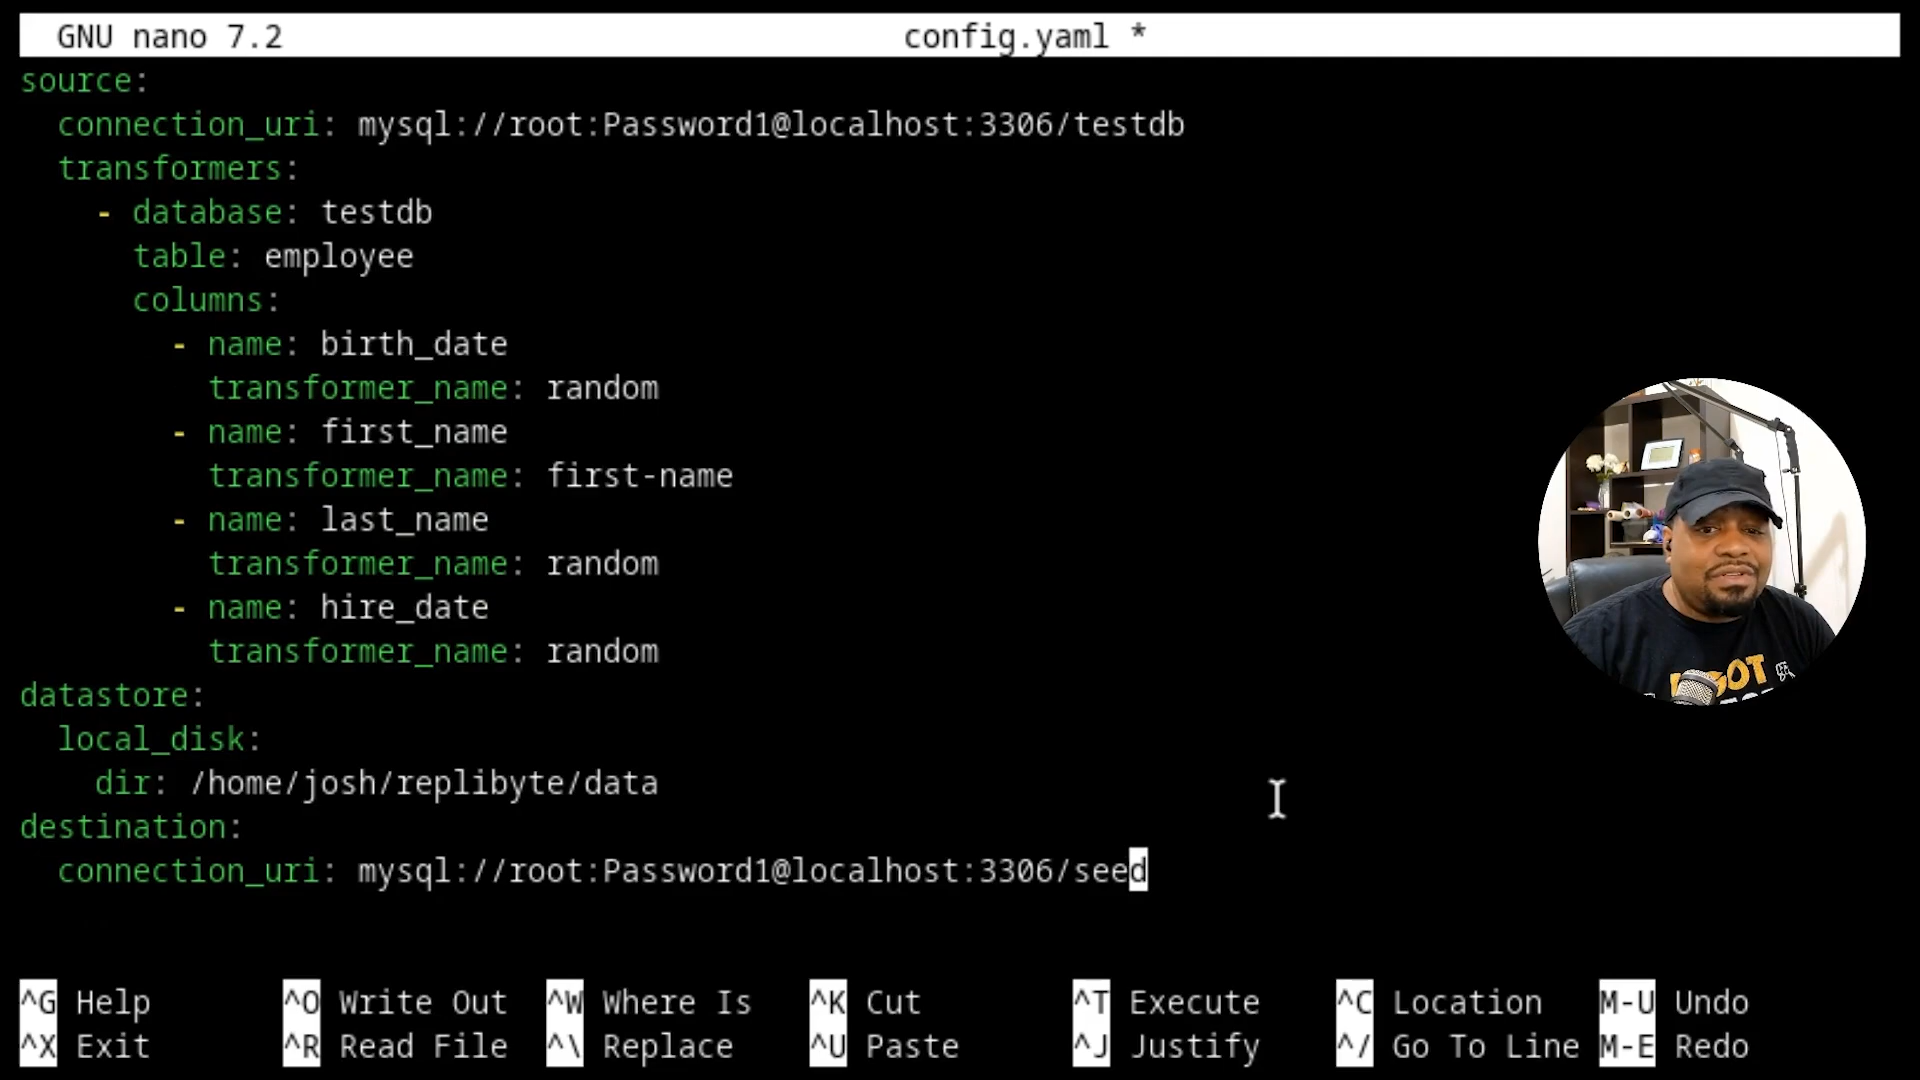 GNU nano 7.2 config.yaml *
source:
connection_uri: mysql://root:Password1@localhost:3306/testdb
transformers:
- database: testdb
table: employee
columns:
- name: birth_date
transformer_name: random
- name: first_name
transformer_name: first-name
- name: last_name
transformer_name: random
- name: hire_date
transformer_name: random
datastore:
local_disk:
dir: /home/josh/replibyte/data
destination:
connection_uri: mysql://root:Password1@localhost:3306/seed
^G Help ^O Write Out ^W Where Is ^K Cut ^T Execute ^C Location M-U Undo
^X Exit ^R Read File ^\ Replace ^U Paste ^J Justify ^/ Go To Line M-E Redo